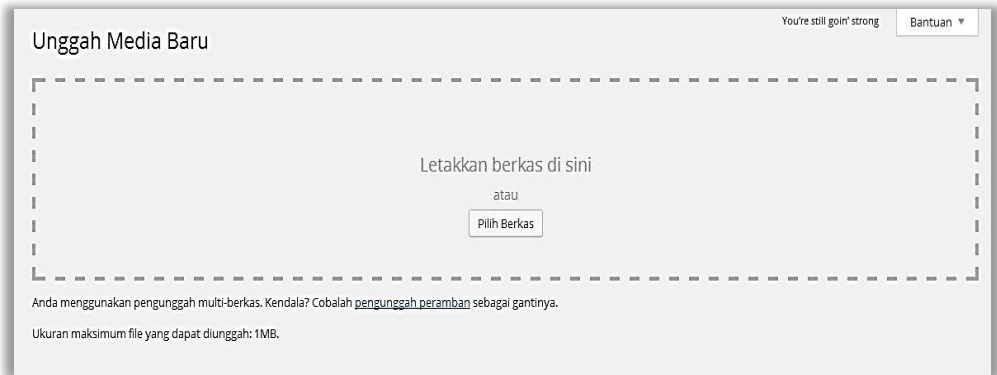 You're still goin' strong
Bantuan
Unggah Media Baru
Letakkan berkas di sini
atau
Pilih Berkas
Anda menggunakan pengunggah multi-berkas. Kendala? Cobalah pengunggah peramban sebagai gantinya.
Ukuran maksimum file yang dapat diunggah: 1MB.